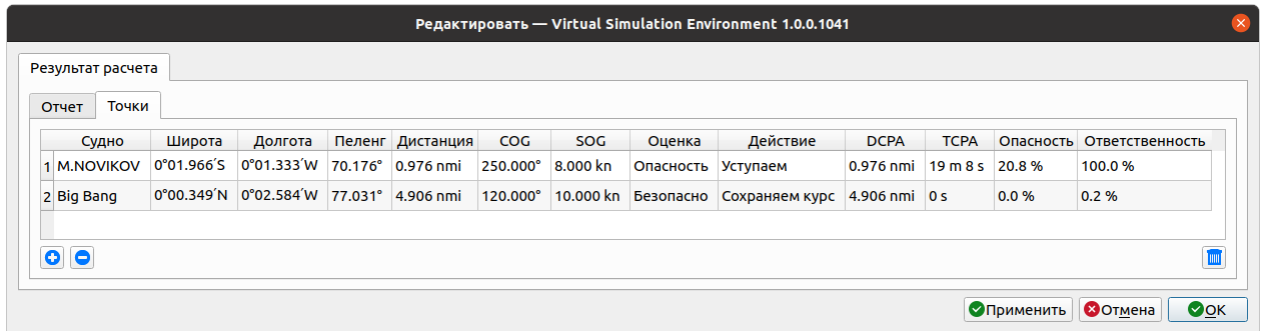 Редактировать — Virtual Simulation Environment 1.0.0.1041
Результат расчета
Отчет Точки
Судно Широта Долгота Пеленг Дистанция COG SOG Оценка Действие DCPA TCPA Опасность Ответственность
1 M.NOVIKOV 0°01.966′S 0°01.333′W 70.176° 0.976 nmi 250.000° 8.000 kn Опасность Уступаем 0.976 nmi 19 m 8 s 20.8 % 100.0 %
2 Big Bang 0°00.349′N 0°02.584′W 77.031° 4.906 nmi 120.000° 10.000 kn Безопасно Сохраняем курс 4.906 nmi 0 s 0.0 % 0.2 %
Применить Отмена OK